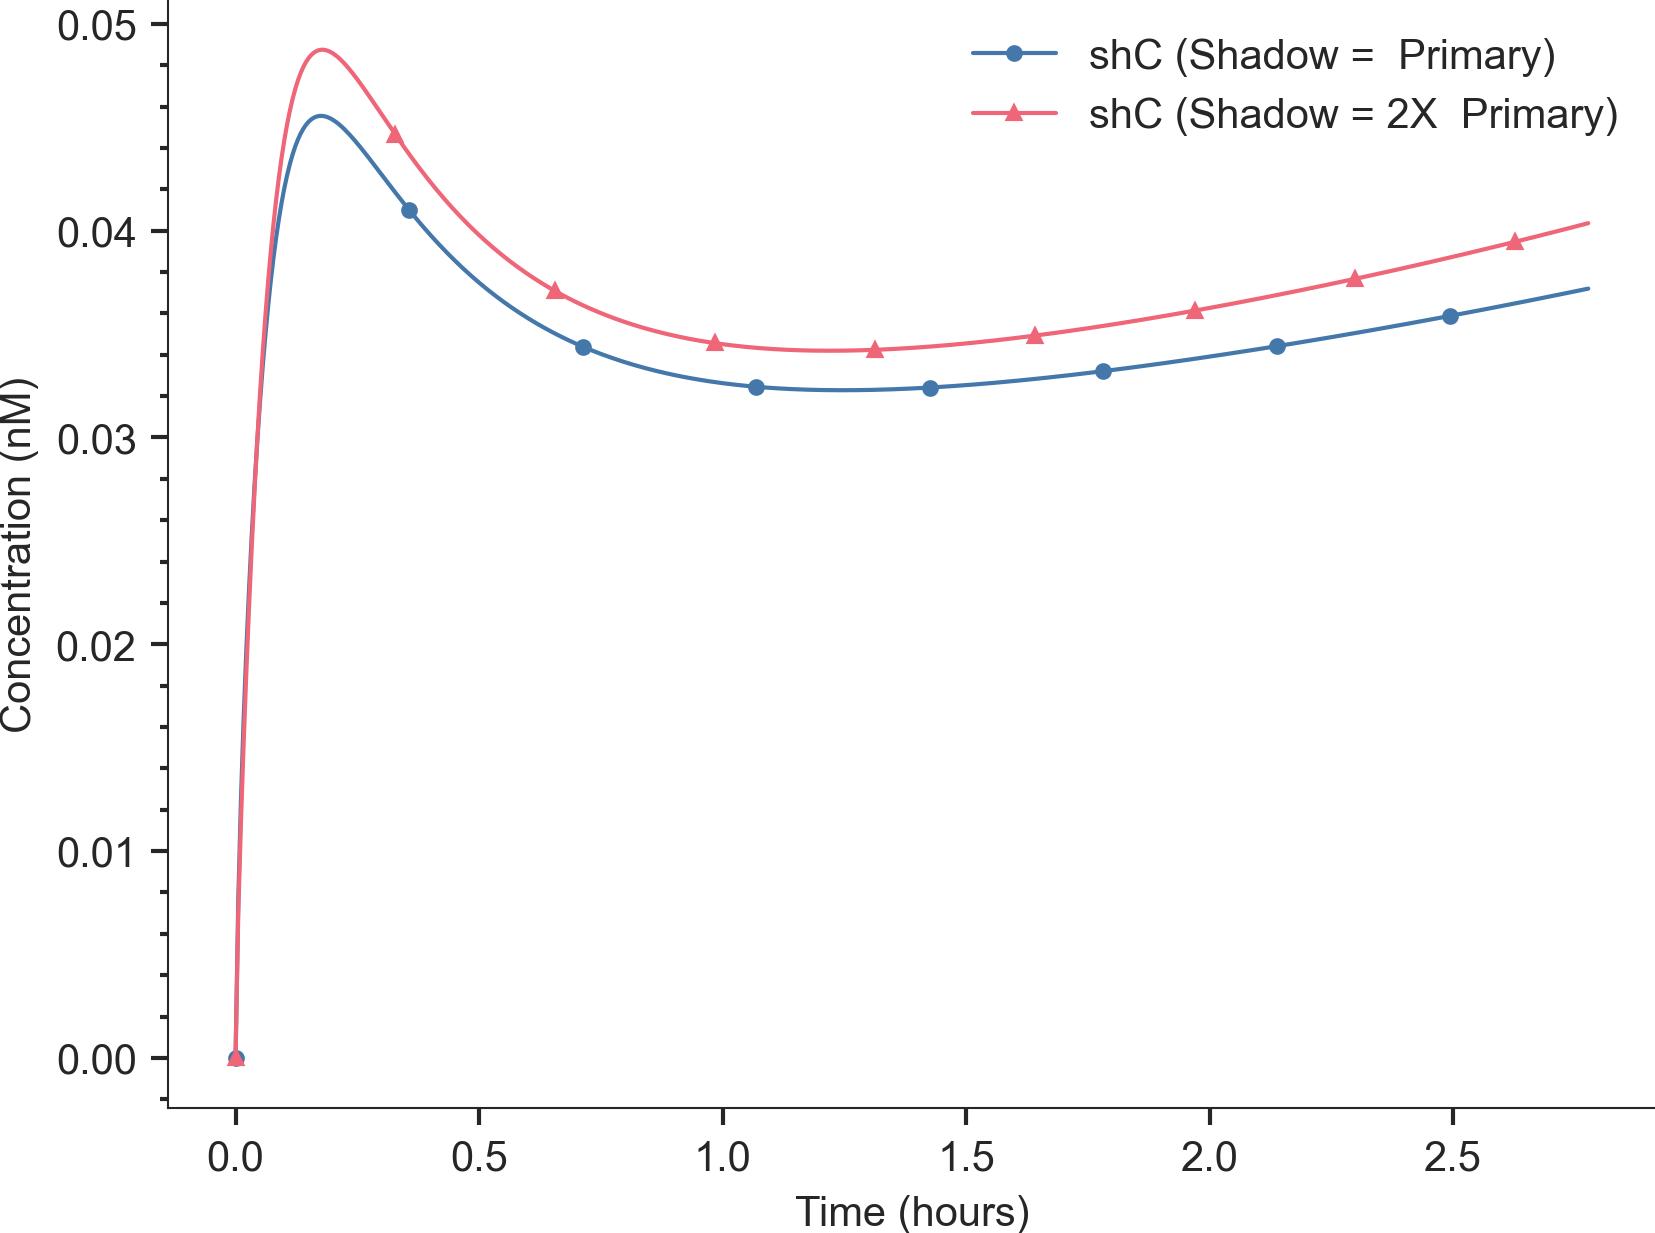 0.05
0.04
0.03
0.02
0.01
0.00
Concentration (nM)
shC (Shadow =  Primary)
shC (Shadow = 2X  Primary)
0.0 0.5 1.0 1.5 2.0 2.5
Time (hours)